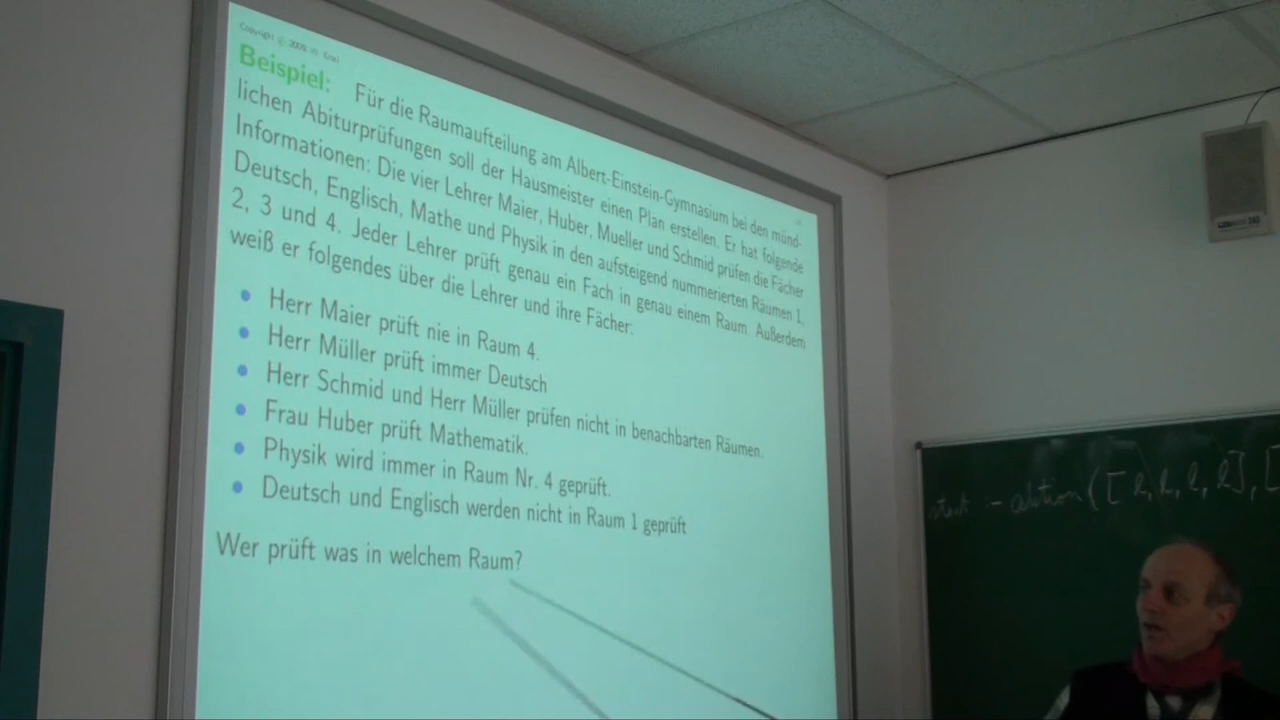 Copyright © 2009 W. Ertel
Beispiel: Für die Raumaufteilung am Albert-Einstein-Gymnasium bei den münd-
lichen Abiturprüfungen soll der Hausmeister einen Plan erstellen. Er hat folgende
Informationen: Die vier Lehrer Maier, Huber, Mueller und Schmid prüfen die Fächer
Deutsch, Englisch, Mathe und Physik in den aufsteigend nummerierten Räumen 1,
2, 3 und 4. Jeder Lehrer prüft genau ein Fach in genau einem Raum. Außerdem
weiß er folgendes über die Lehrer und ihre Fächer:
• Herr Maier prüft nie in Raum 4.
• Herr Müller prüft immer Deutsch
• Herr Schmid und Herr Müller prüfen nicht in benachbarten Räumen.
• Frau Huber prüft Mathematik.
• Physik wird immer in Raum Nr. 4 geprüft.
• Deutsch und Englisch werden nicht in Raum 1 geprüft
Wer prüft was in welchem Raum?
start :-